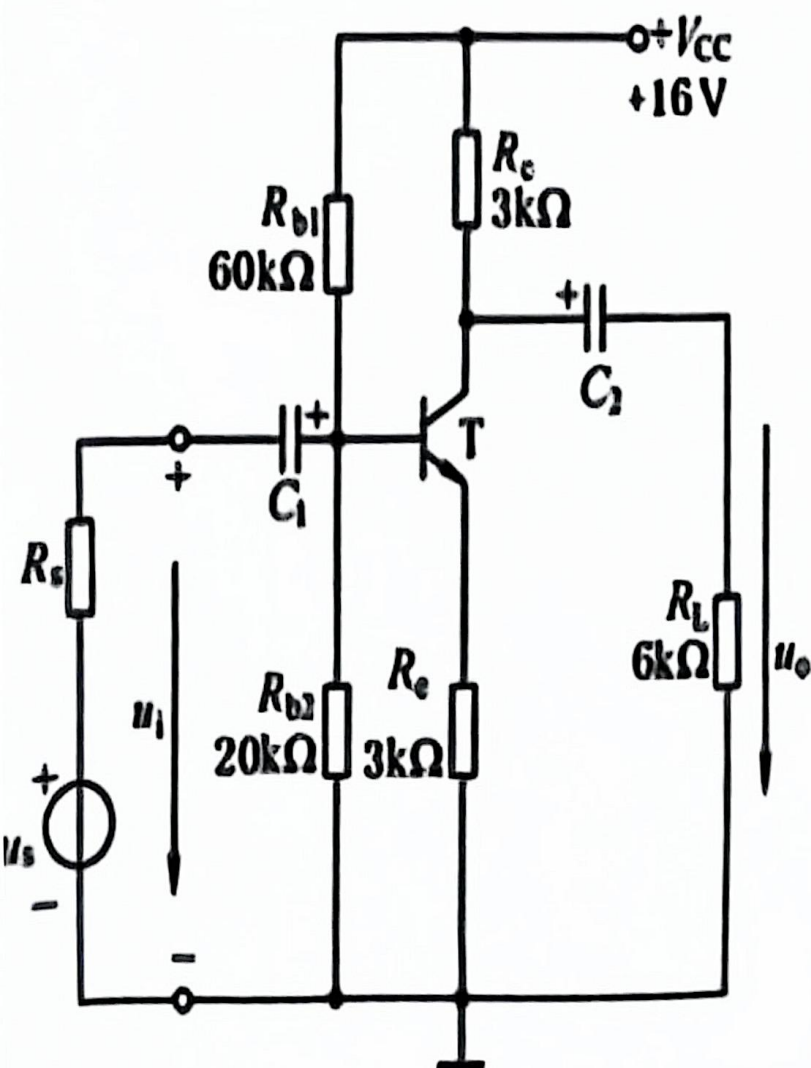 +VCC
+16V
Rc
3kΩ
Rb1
60kΩ
+
C2
+
T
C1
+
Rs
RL
6kΩ
uo
Re
3kΩ
Rb2
20kΩ
ui
+
us
−
−